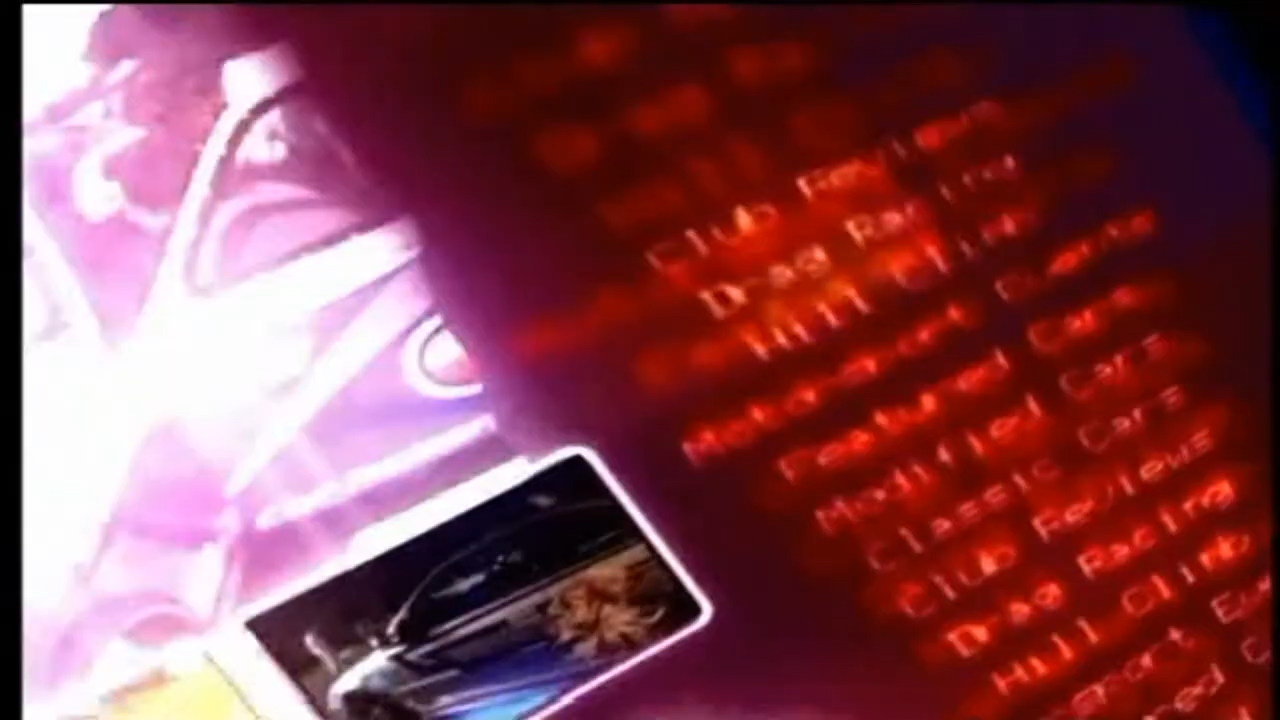 Club Reviews
Drag Racing
Hill Climb
Motorsport Events
Featured Cars
Modified Cars
Classic Cars
Club Reviews
Drag Racing
Hill Climb